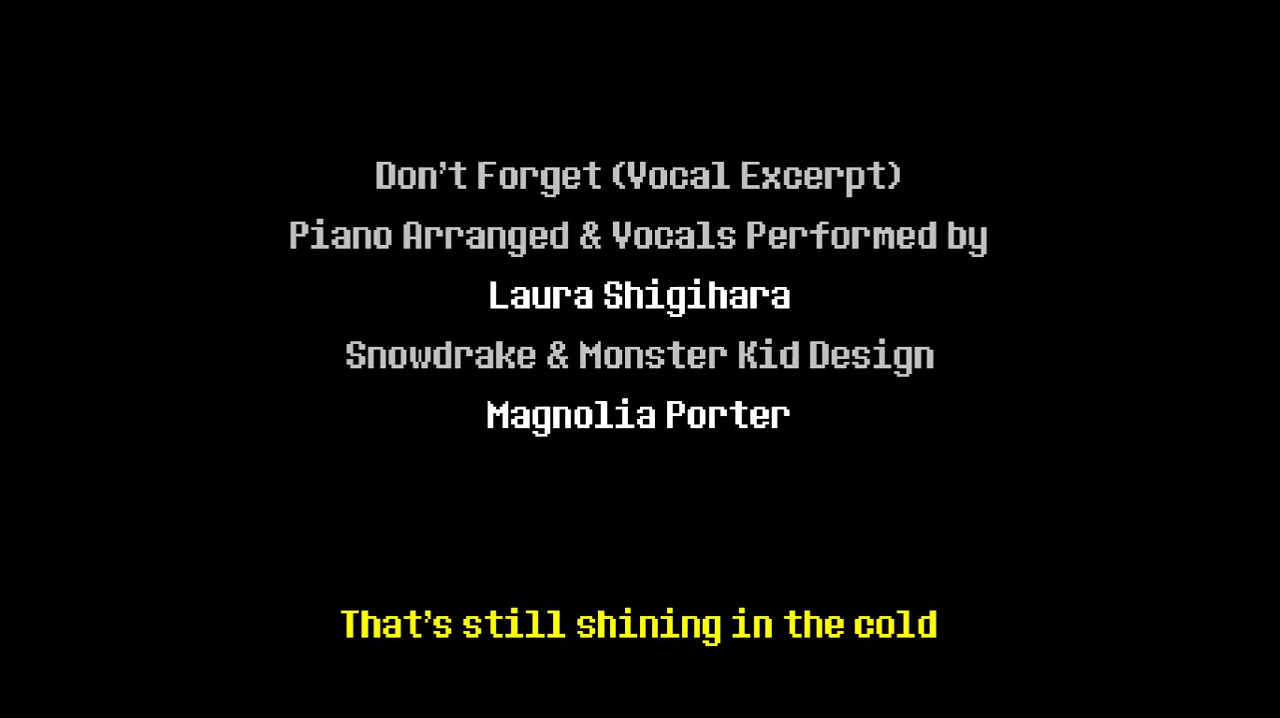 Don't Forget (Vocal Excerpt)
Piano Arranged & Vocals Performed by
Laura Shigihara
Snowdrake & Monster Kid Design
Magnolia Porter
That's still shining in the cold